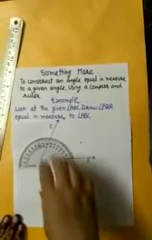 Something More
To construct an angle equal in measure
to a given angle, using a compass and
ruler.
Example
Look at the given ∠ABC. Draw ∠PQR
equal in measure to ∠ABC.
C